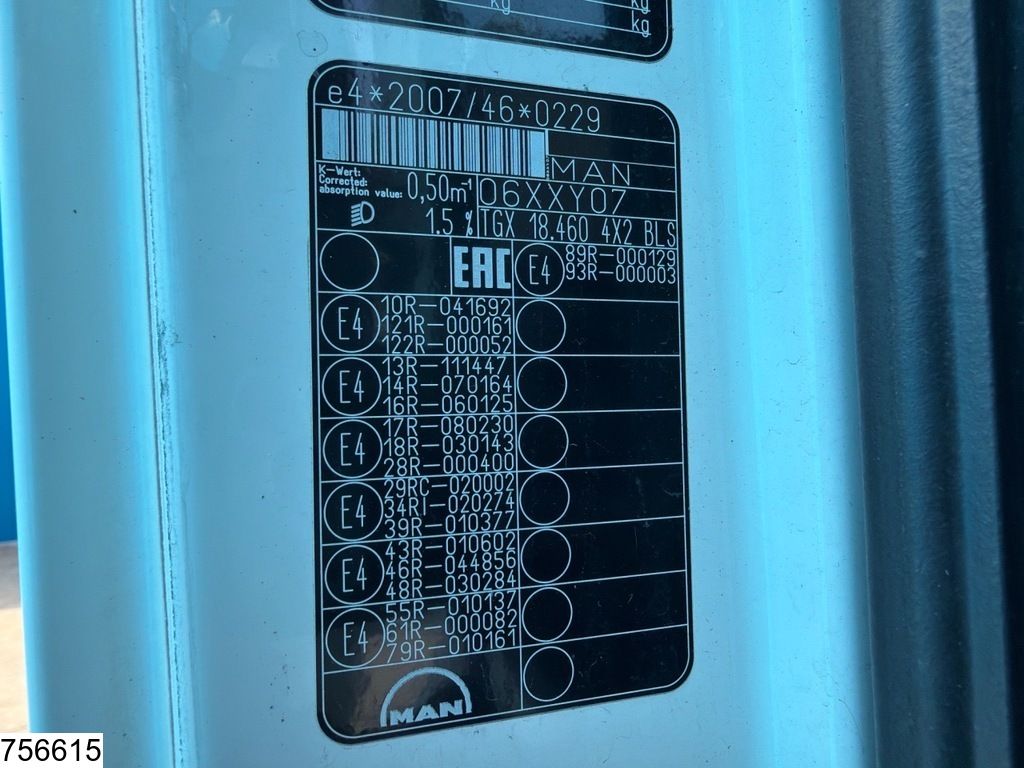 kg kg
kg
e4*2007/46*0229
MAN
K-Wert:
Corrected: absorption value: 0,50m-1
06XXY07
1.5 % TGX 18.460 4X2 BLS
EAC
E4 89R-000129
93R-000003
E4 10R-041692
121R-000161
122R-000052
E4 13R-111447
14R-070164
16R-060125
E4 17R-080230
18R-030143
28R-000400
E4 29RC-020002
34RI-020274
39R-010377
E4 43R-010602
46R-044856
48R-030284
E4 55R-010137
61R-000082
79R-010161
MAN
756615